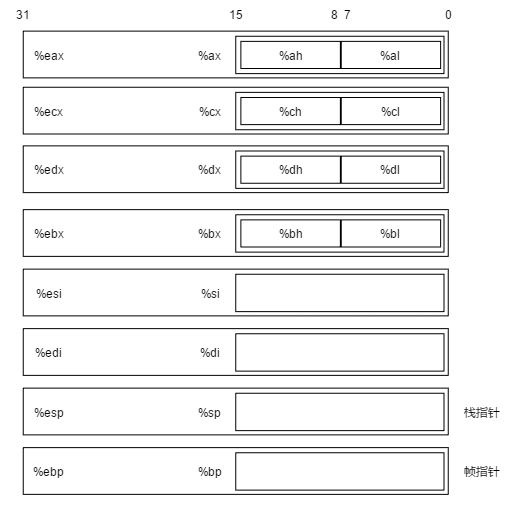 31 15 8 7 0
%eax %ax %ah %al
%ecx %cx %ch %cl
%edx %dx %dh %dl
%ebx %bx %bh %bl
%esi %si
%edi %di
%esp %sp 栈指针
%ebp %bp 帧指针